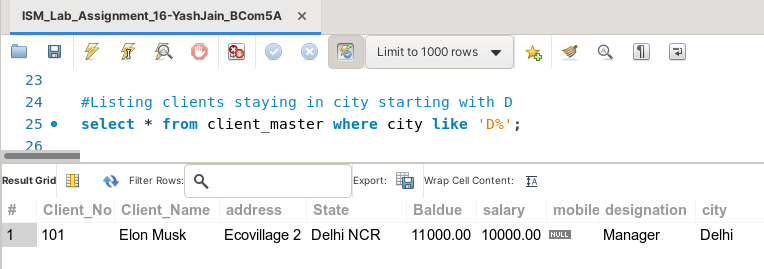 ISM_Lab_Assignment_16-YashJain_BCom5A ×
Limit to 1000 rows
23
24 #Listing clients staying in city starting with D
25 select * from client_master where city like 'D%';
26
Result Grid Filter Rows: Export: Wrap Cell Content: IA
# Client_No Client_Name address State Baldue salary mobile designation city
1 101 Elon Musk Ecovillage 2 Delhi NCR 11000.00 10000.00 NULL Manager Delhi